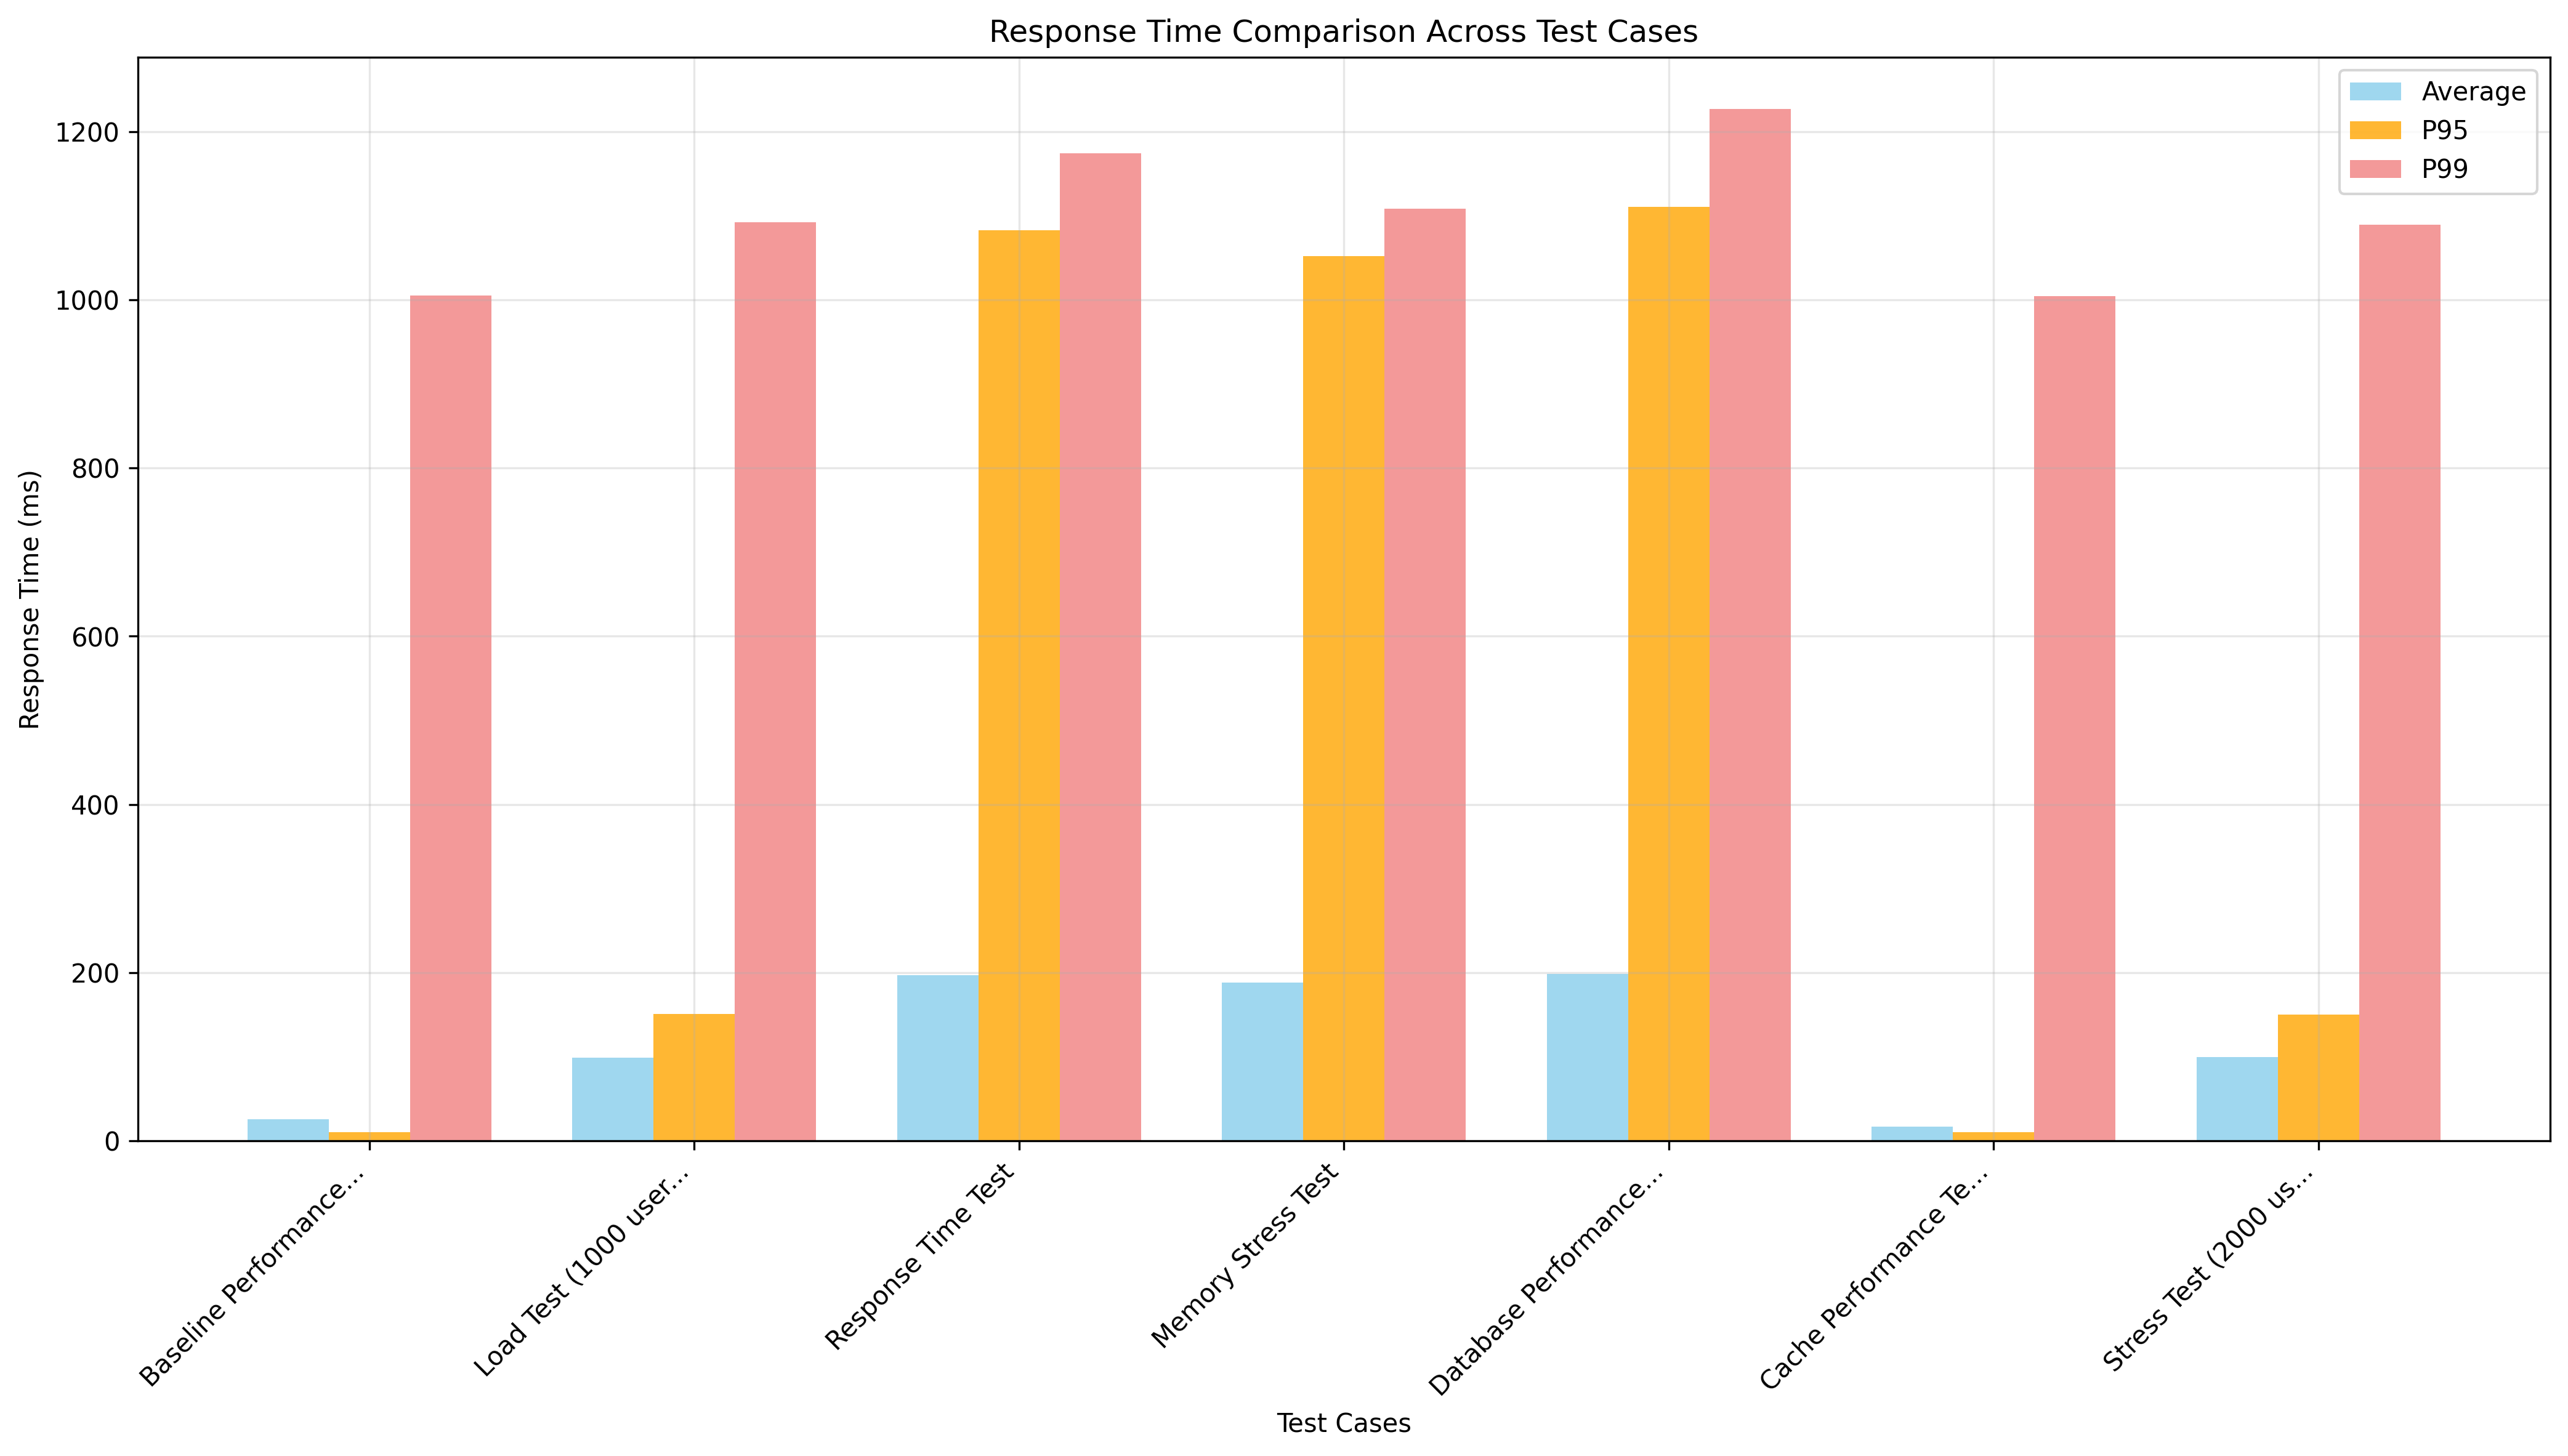 Response Time Comparison Across Test Cases
Average
P95
P99
Response Time (ms)
1200
1000
800
600
400
200
0
Baseline Performance...
Load Test (1000 user...
Response Time Test
Memory Stress Test
Database Performance...
Cache Performance Te...
Stress Test (2000 us...
Test Cases